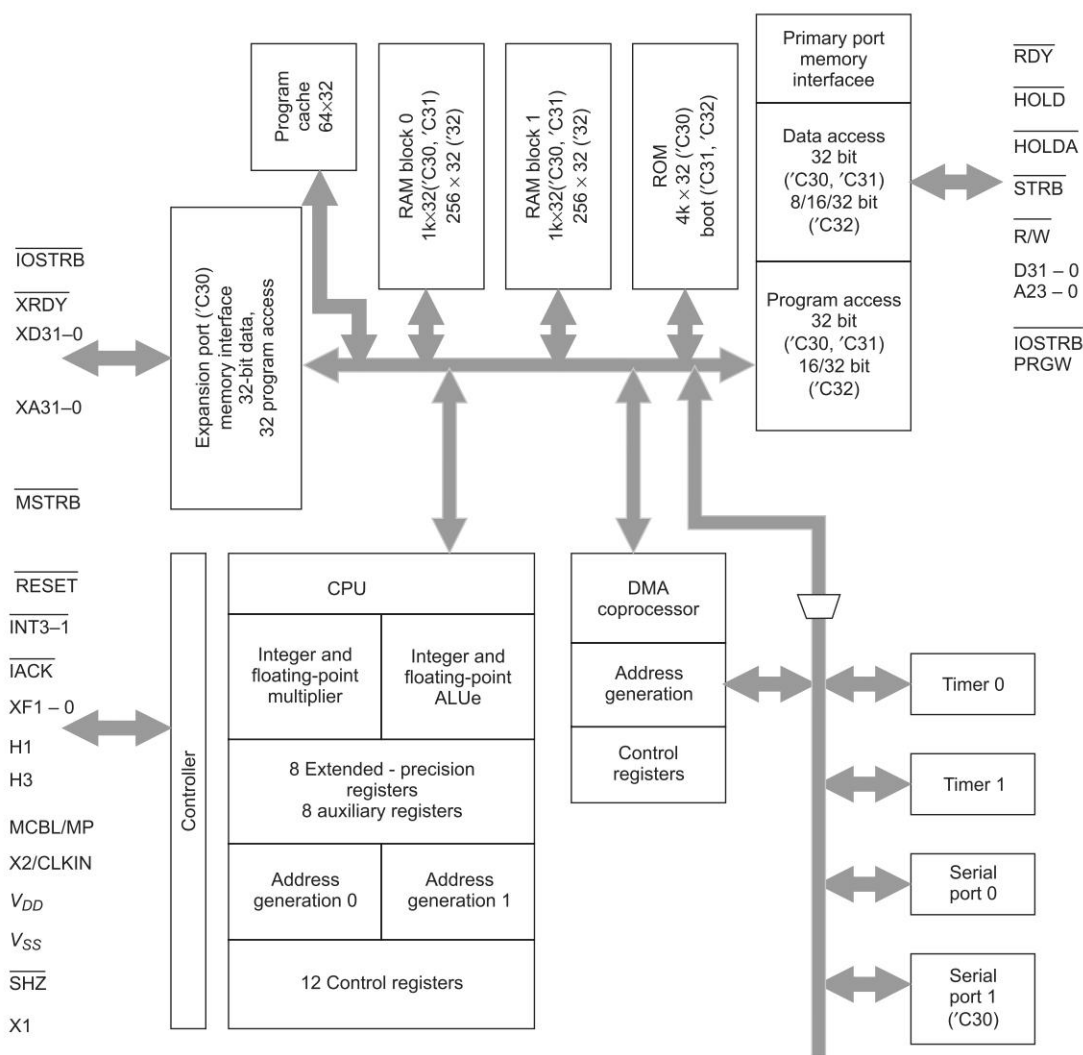 Program
cache
64×32
RAM block 0
1k×32('C30, 'C31)
256 × 32 ('32)
RAM block 1
1k×32('C30, 'C31)
256 × 32 ('32)
ROM
4k × 32 ('C30)
boot ('C31, 'C32)
Primary port
memory
interfacee
Data access
32 bit
('C30, 'C31)
8/16/32 bit
('C32)
Program access
32 bit
('C30, 'C31)
16/32 bit
('C32)
RDY
HOLD
HOLDA
STRB
R/W
D31 – 0
A23 – 0
IOSTRB
PRGW
IOSTRB
XRDY
XD31–0
XA31–0
MSTRB
Expansion port ('C30)
memory interface
32-bit data,
32 program access
RESET
INT3–1
IACK
XF1 – 0
H1
H3
MCBL/MP
X2/CLKIN
VDD
VSS
SHZ
X1
Controller
CPU
Integer and
floating-point
multiplier
Integer and
floating-point
ALUe
8 Extended - precision
registers
8 auxiliary registers
Address
generation 0
Address
generation 1
12 Control registers
DMA
coprocessor
Address
generation
Control
registers
Timer 0
Timer 1
Serial
port 0
Serial
port 1
('C30)